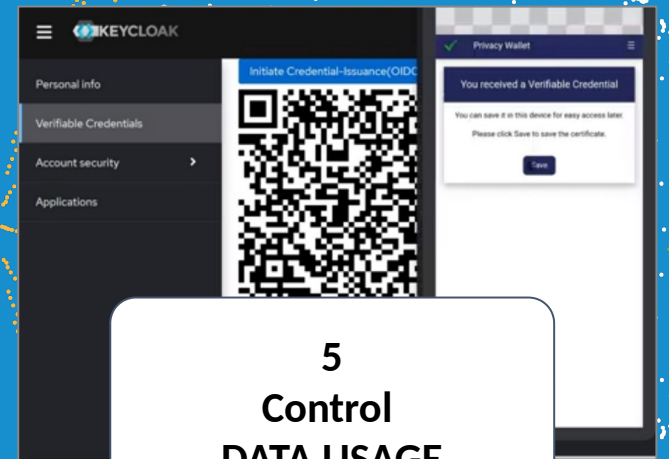 KEYCLOAK
Personal info
Verifiable Credentials
Account security
Applications
Initiate Credential-Issuance(OIDC
Privacy Wallet
You received a Verifiable Credential
You can save it in this device for easy access later.
Please click Save to save the certificate.
Save
5
Control
DATA USAGE